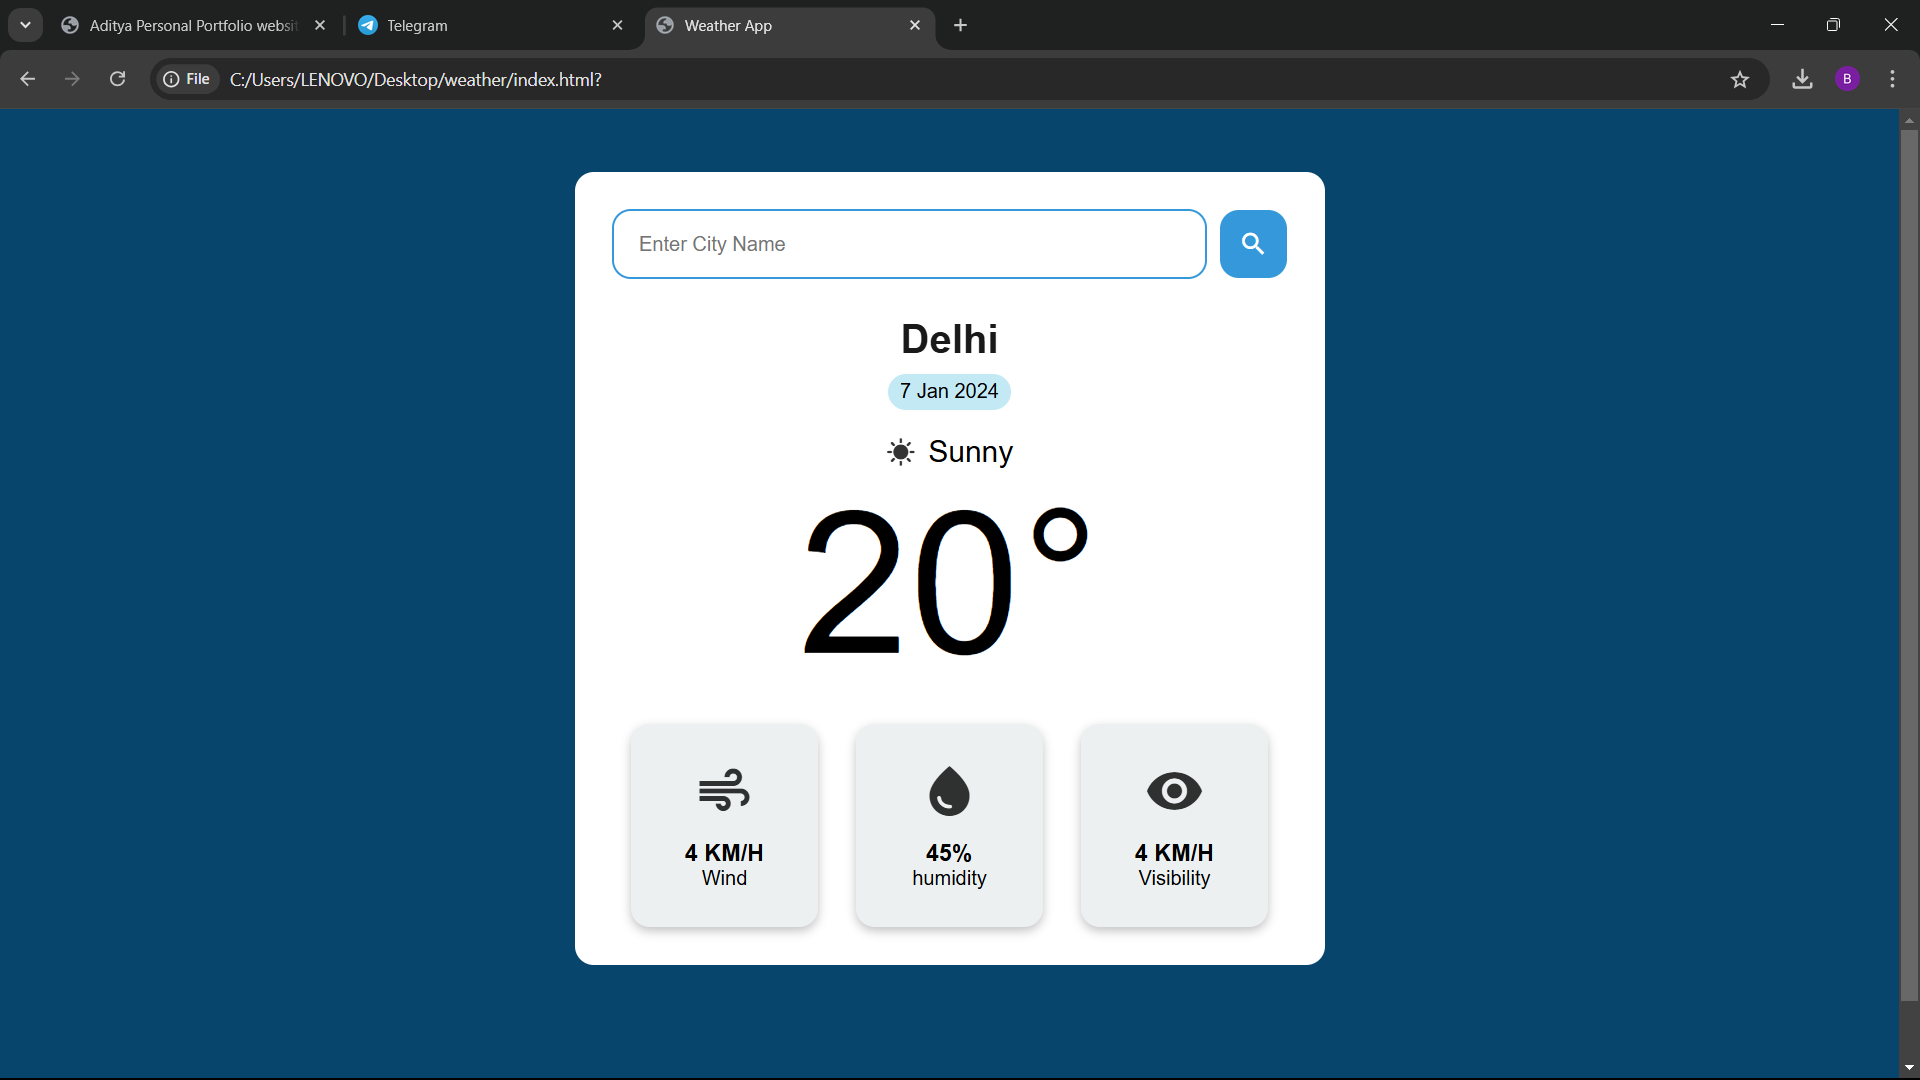 Aditya Personal Portfolio websi
Telegram
Weather App
File
C:/Users/LENOVO/Desktop/weather/index.html?
B
Enter City Name
Delhi
7 Jan 2024
Sunny
20°
4 KM/H
Wind
45%
humidity
4 KM/H
Visibility